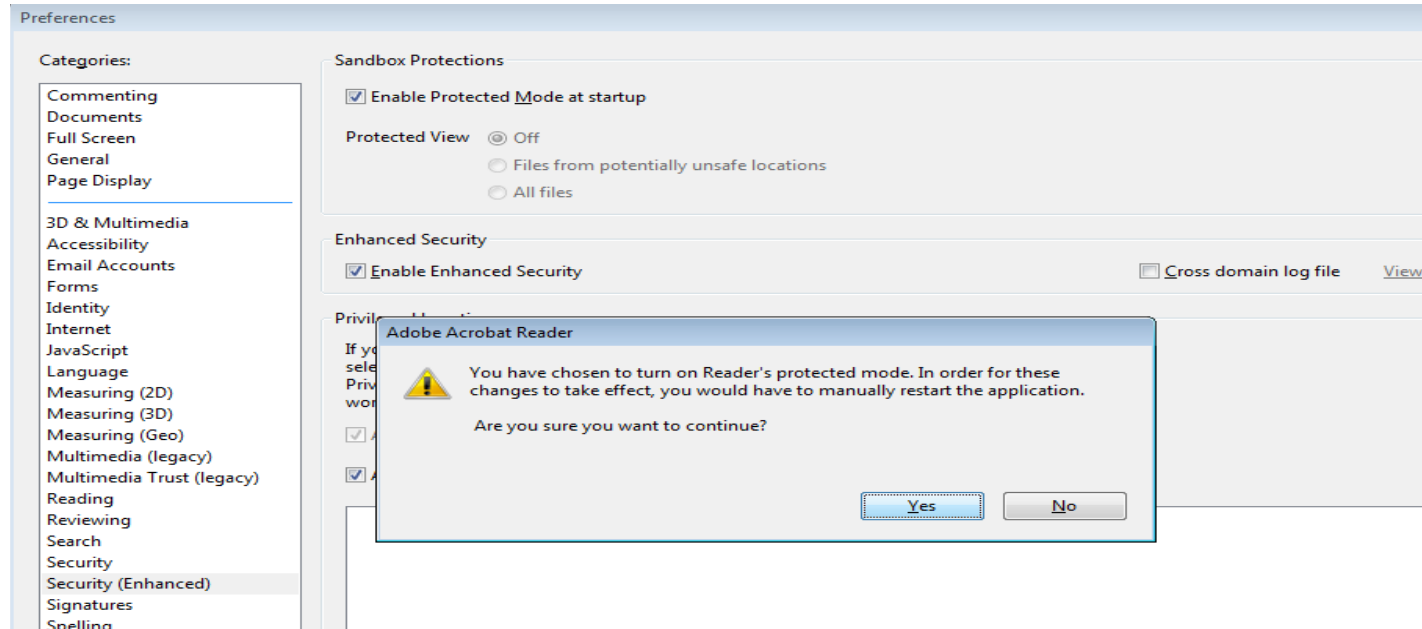 Preferences
Categories:
Commenting
Documents
Full Screen
General
Page Display
3D & Multimedia
Accessibility
Email Accounts
Forms
Identity
Internet
JavaScript
Language
Measuring (2D)
Measuring (3D)
Measuring (Geo)
Multimedia (legacy)
Multimedia Trust (legacy)
Reading
Reviewing
Search
Security
Security (Enhanced)
Signatures
Spelling
Sandbox Protections
Enable Protected Mode at startup
Protected View Off
Files from potentially unsafe locations
All files
Enhanced Security
Enable Enhanced Security Cross domain log file View
If
Adobe Acrobat Reader
You have chosen to turn on Reader's protected mode. In order for these
changes to take effect, you would have to manually restart the application.
Are you sure you want to continue?
Yes No